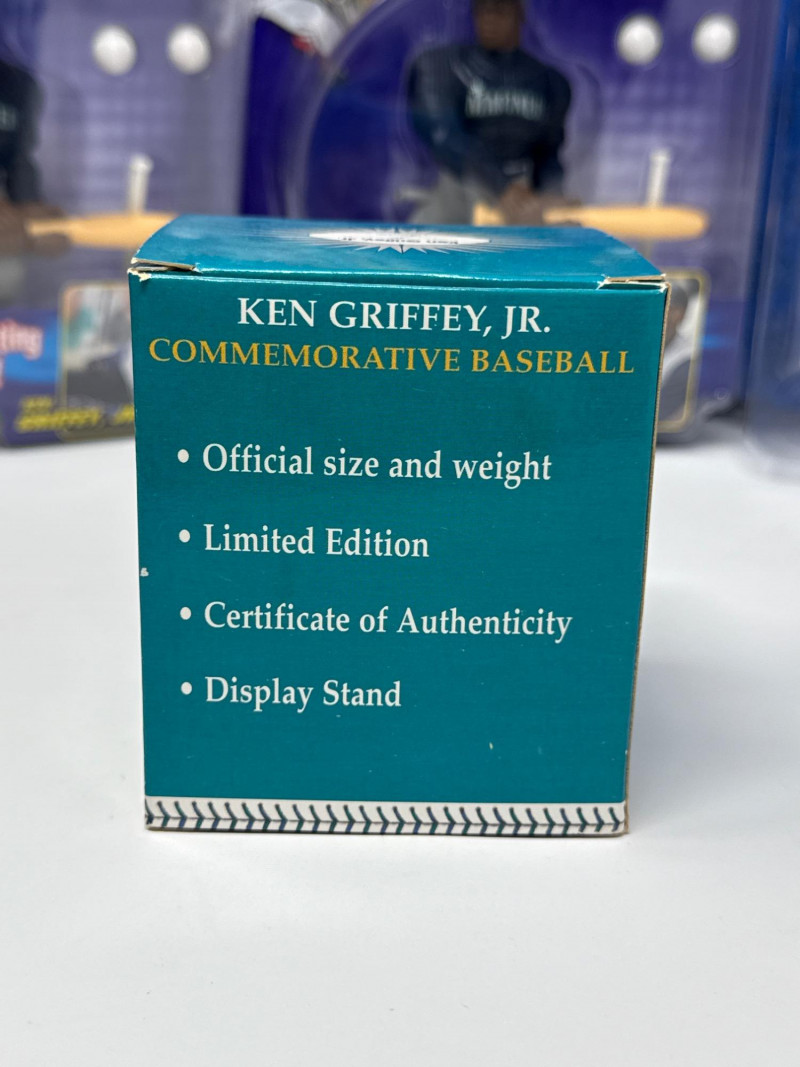 KEN GRIFFEY, JR.
COMMEMORATIVE BASEBALL
• Official size and weight
• Limited Edition
• Certificate of Authenticity
• Display Stand